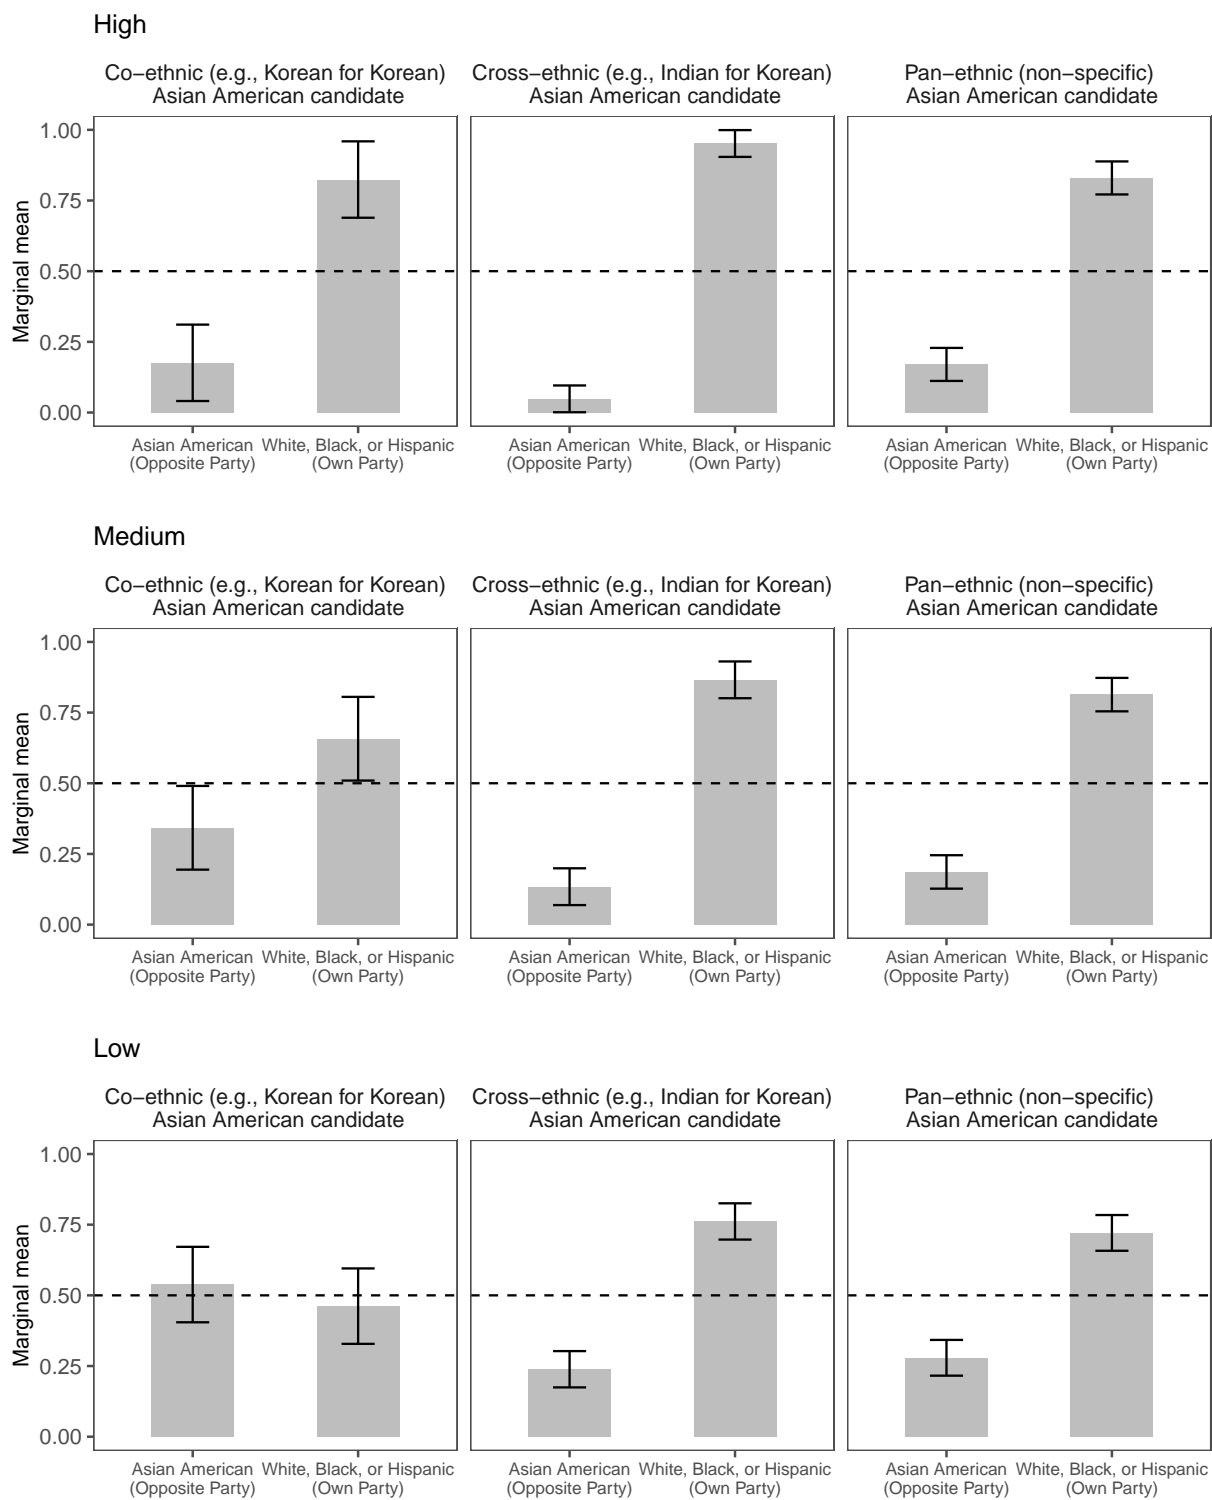 High
Co−ethnic (e.g., Korean for Korean)
Asian American candidate
Cross−ethnic (e.g., Indian for Korean)
Asian American candidate
Pan−ethnic (non−specific)
Asian American candidate
Marginal mean
1.00
0.75
0.50
0.25
0.00
Asian American
(Opposite Party)
White, Black, or Hispanic
(Own Party)
Asian American
(Opposite Party)
White, Black, or Hispanic
(Own Party)
Asian American
(Opposite Party)
White, Black, or Hispanic
(Own Party)
Medium
Co−ethnic (e.g., Korean for Korean)
Asian American candidate
Cross−ethnic (e.g., Indian for Korean)
Asian American candidate
Pan−ethnic (non−specific)
Asian American candidate
Marginal mean
1.00
0.75
0.50
0.25
0.00
Asian American
(Opposite Party)
White, Black, or Hispanic
(Own Party)
Asian American
(Opposite Party)
White, Black, or Hispanic
(Own Party)
Asian American
(Opposite Party)
White, Black, or Hispanic
(Own Party)
Low
Co−ethnic (e.g., Korean for Korean)
Asian American candidate
Cross−ethnic (e.g., Indian for Korean)
Asian American candidate
Pan−ethnic (non−specific)
Asian American candidate
Marginal mean
1.00
0.75
0.50
0.25
0.00
Asian American
(Opposite Party)
White, Black, or Hispanic
(Own Party)
Asian American
(Opposite Party)
White, Black, or Hispanic
(Own Party)
Asian American
(Opposite Party)
White, Black, or Hispanic
(Own Party)